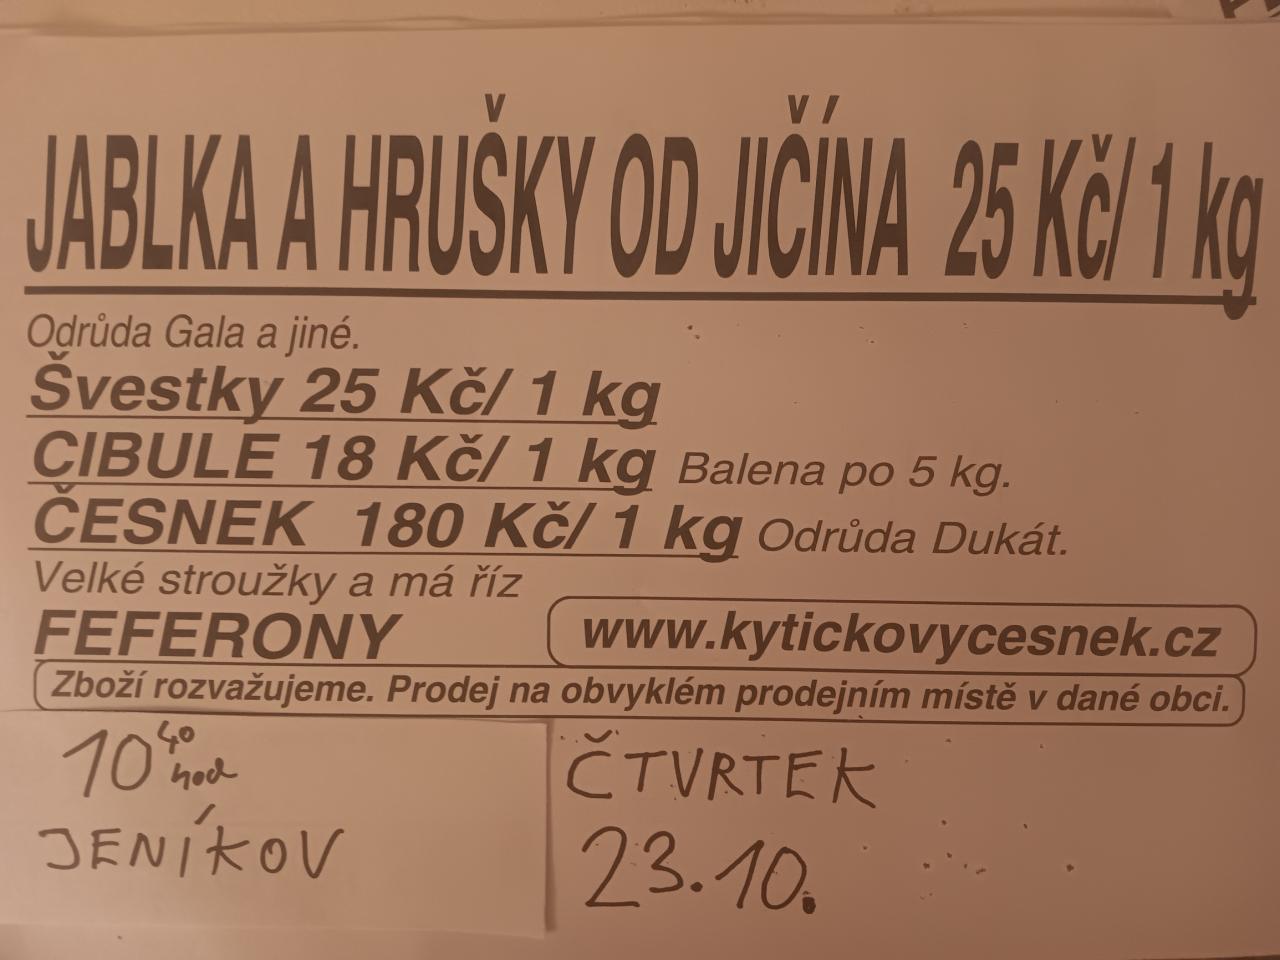 JABLKA A HRUŠKY OD JIČÍNA 25 Kč/ 1 kg
Odrůda Gala a jiné.
Švestky 25 Kč/ 1 kg
CIBULE 18 Kč/ 1 kg Balena po 5 kg.
ČESNEK 180 Kč/ 1 kg Odrůda Dukát.
Velké stroužky a má říz
FEFERONY www.kytickovycesnek.cz
Zboží rozvažujeme. Prodej na obvyklém prodejním místě v dané obci.
10 40 hod
JENÍKOV
ČTVRTEK
23.10.